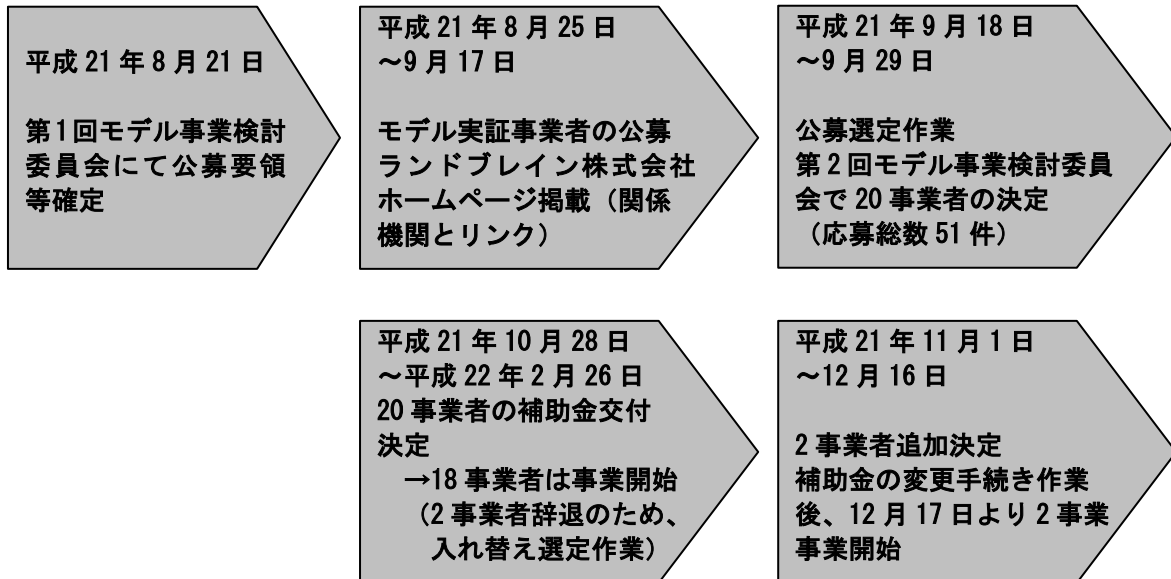 平成 21 年 8 月 21 日
第1回モデル事業検討
委員会にて公募要領
等確定
平成 21 年 8 月 25 日
～9 月 17 日
モデル実証事業者の公募
ランドブレイン株式会社
ホームページ掲載（関係
機関とリンク）
平成 21 年 9 月 18 日
～9 月 29 日
公募選定作業
第 2 回モデル事業検討委員
会で 20 事業者の決定
（応募総数 51 件）
平成 21 年 10 月 28 日
～平成 22 年 2 月 26 日
20 事業者の補助金交付
決定
→18 事業者は事業開始
（2 事業者辞退のため、
入れ替え選定作業）
平成 21 年 11 月 1 日
～12 月 16 日
2 事業者追加決定
補助金の変更手続き作業
後、12 月 17 日より 2 事業
事業開始